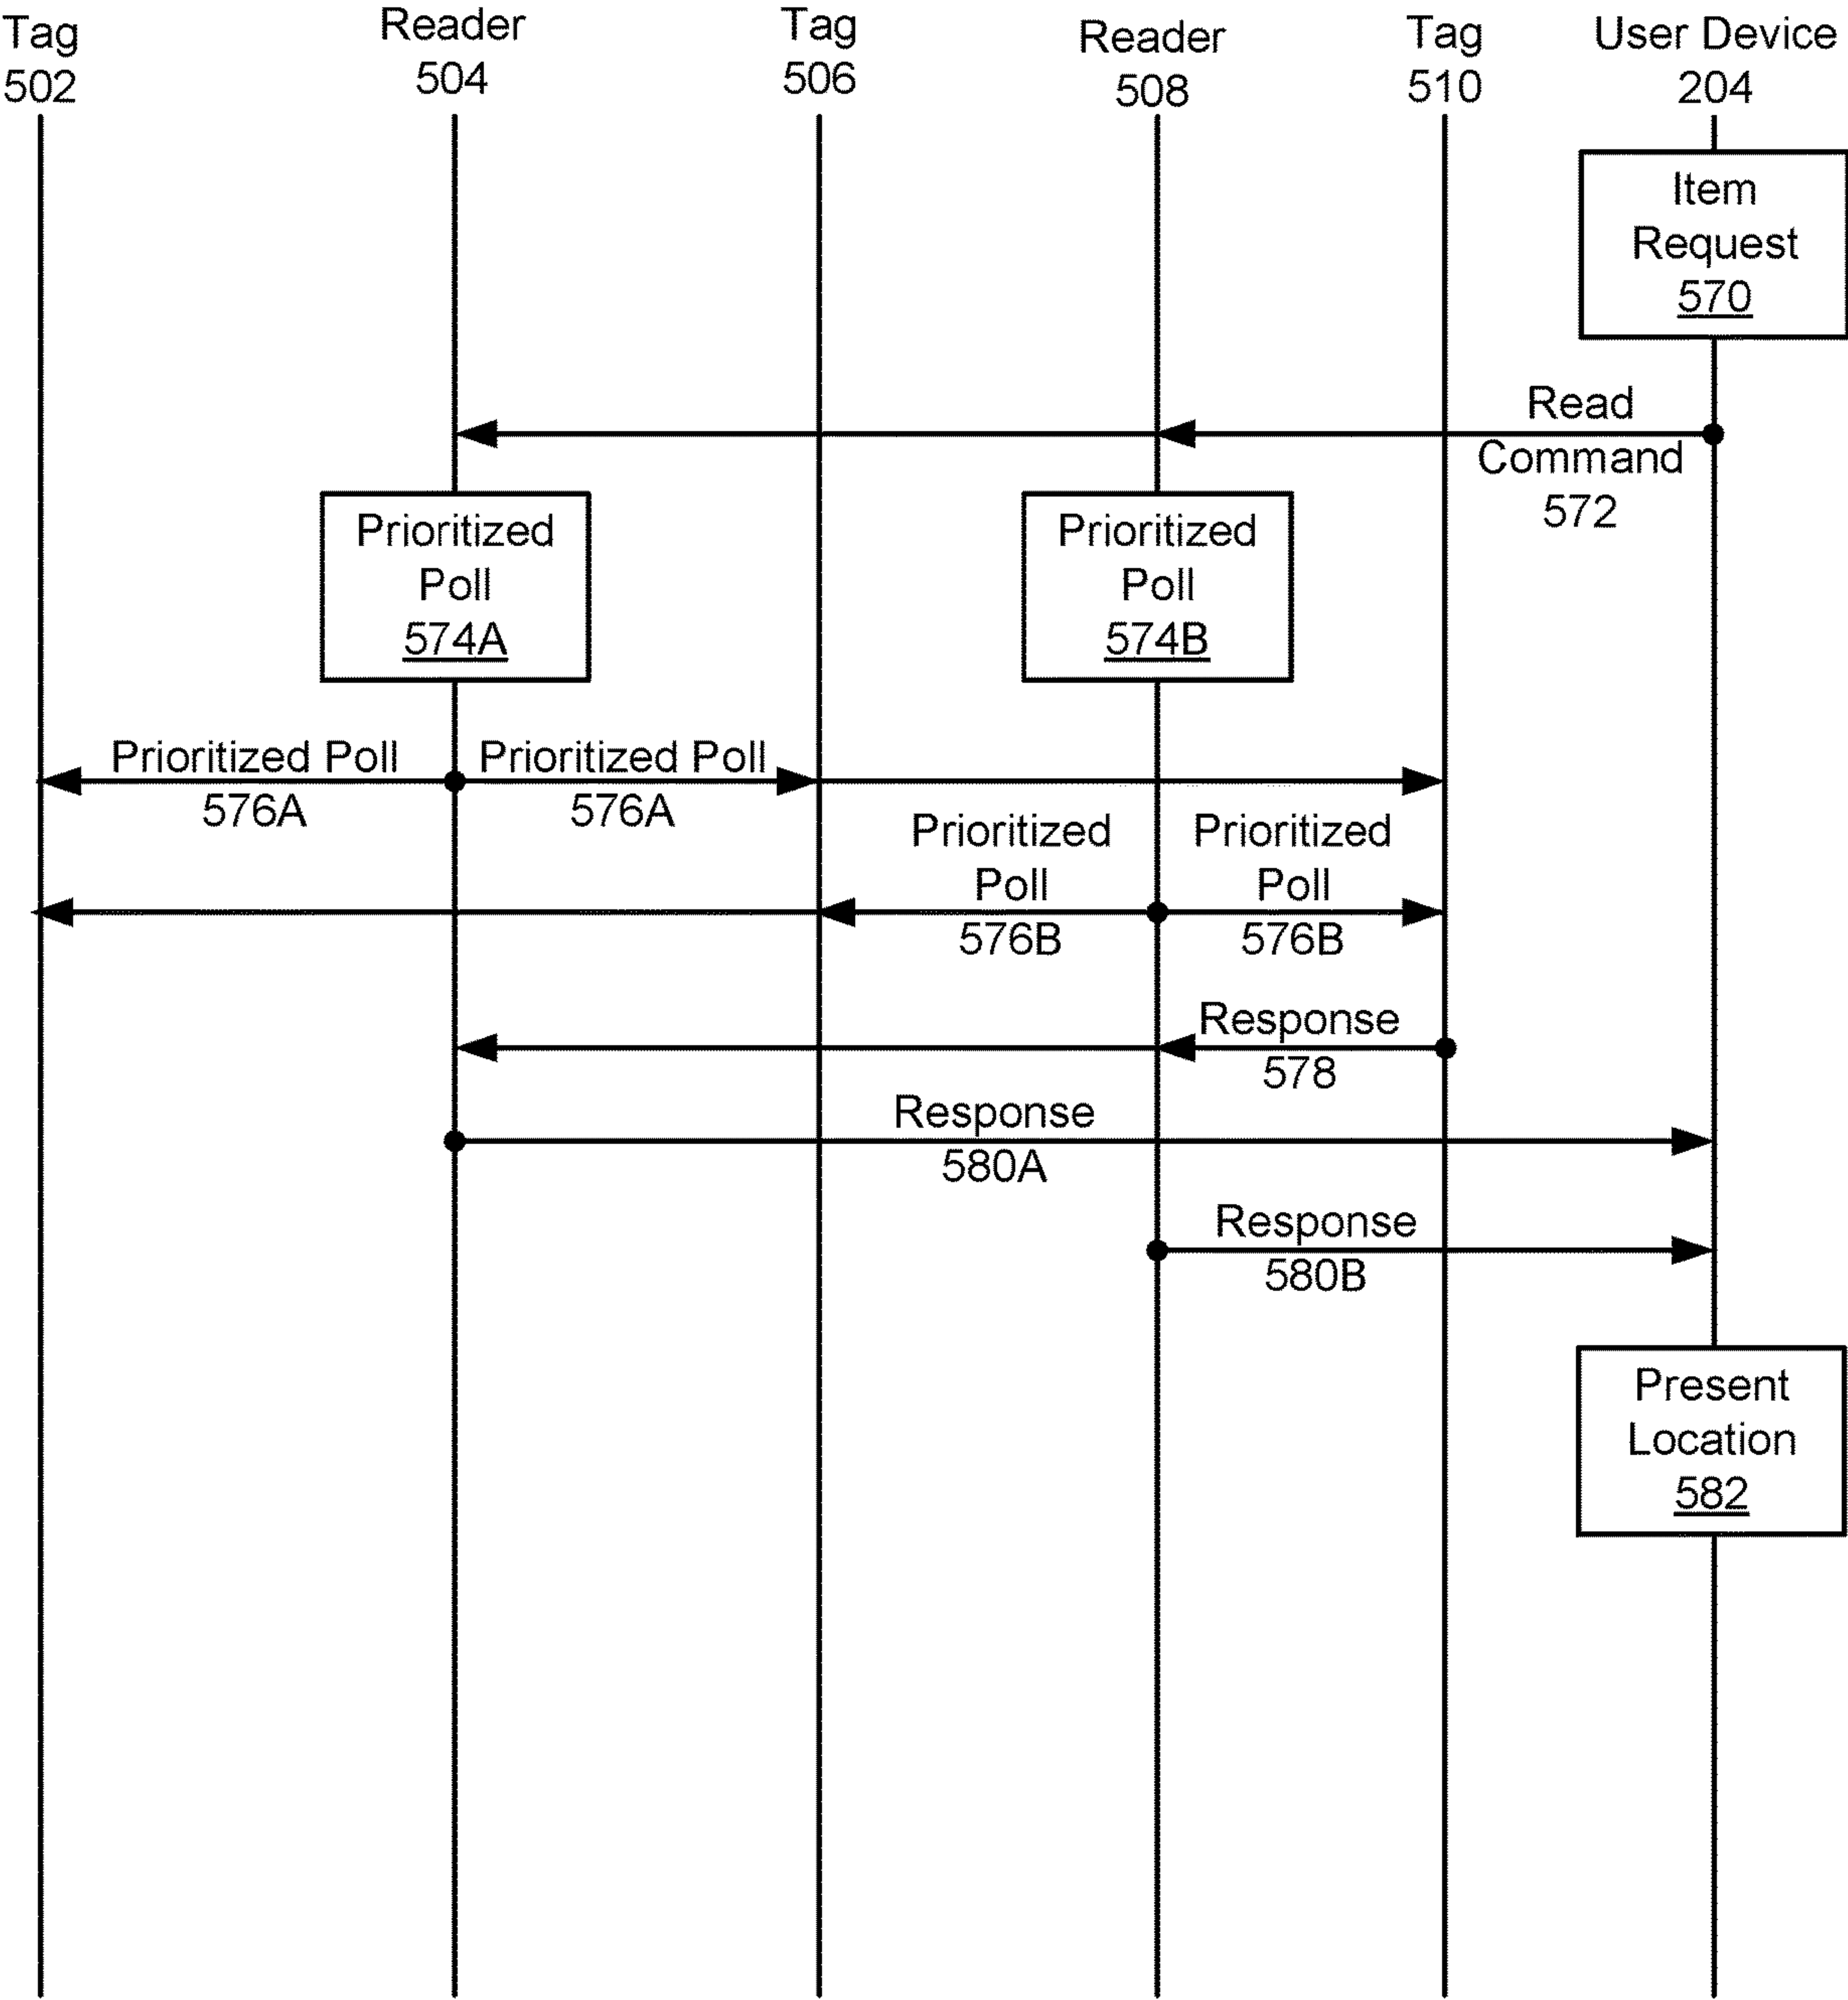 Tag
502
Reader
504
Tag
506
Reader
508
Tag
510
User Device
204
Item
Request
570
Read
Command
572
Prioritized
Poll
574A
Prioritized
Poll
574B
Prioritized Poll
576A
Prioritized Poll
576A
Prioritized
Poll
576B
Prioritized
Poll
576B
Response
578
Response
580A
Response
580B
Present
Location
582